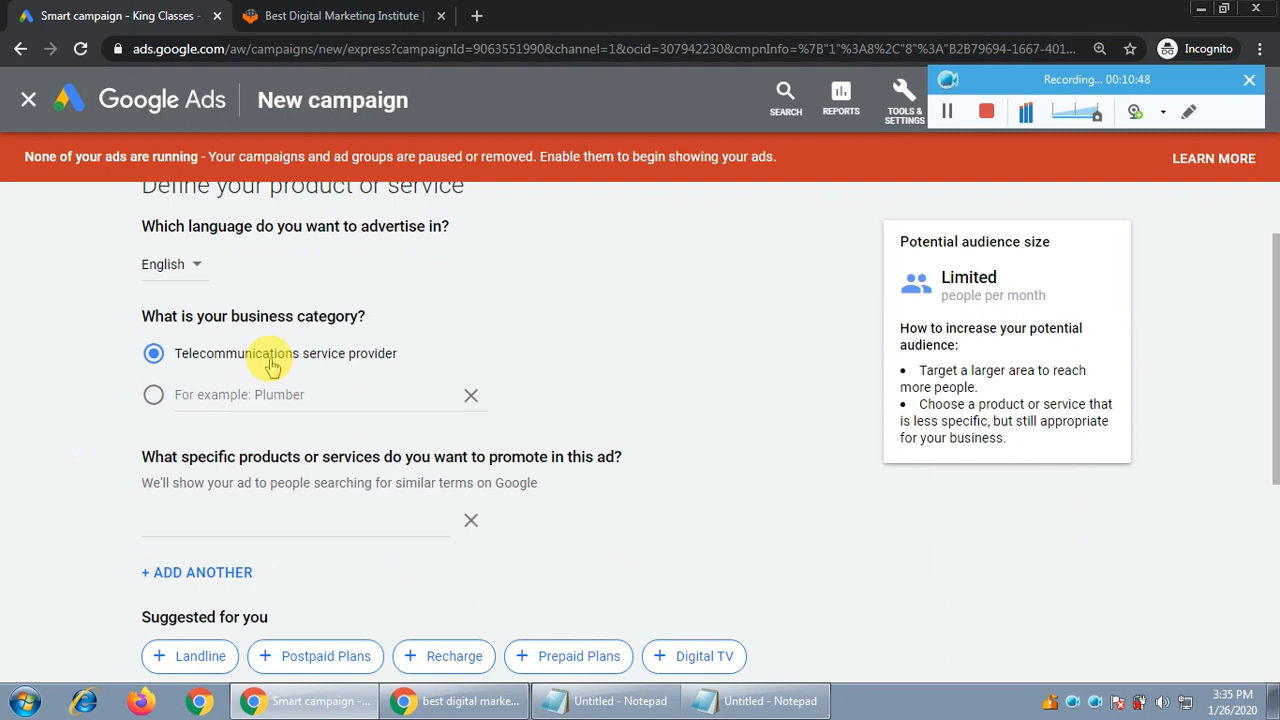 Smart campaign - King Classes -
Best Digital Marketing Institute |
ads.google.com/aw/campaigns/new/express?campaignId=9063551990&channel=1&ocid=307942230&cmpnInfo=%7B"1"%3A8%2C"8"%3A"B2B79694-1667-401...
Incognito
Google Ads
New campaign
SEARCH
REPORTS
TOOLS &
SETTINGS
Recording... 00:10:48
None of your ads are running - Your campaigns and ad groups are paused or removed. Enable them to begin showing your ads.
LEARN MORE
Define your product or service
Which language do you want to advertise in?
English
What is your business category?
Telecommunications service provider
For example: Plumber
What specific products or services do you want to promote in this ad?
We'll show your ad to people searching for similar terms on Google
+ ADD ANOTHER
Suggested for you
+ Landline
+ Postpaid Plans
+ Recharge
+ Prepaid Plans
+ Digital TV
Potential audience size
Limited
people per month
How to increase your potential
audience:
• Target a larger area to reach
more people.
• Choose a product or service that
is less specific, but still appropriate
for your business.
Smart campaign -...
best digital marke...
Untitled - Notepad
Untitled - Notepad
3:35 PM
1/26/2020